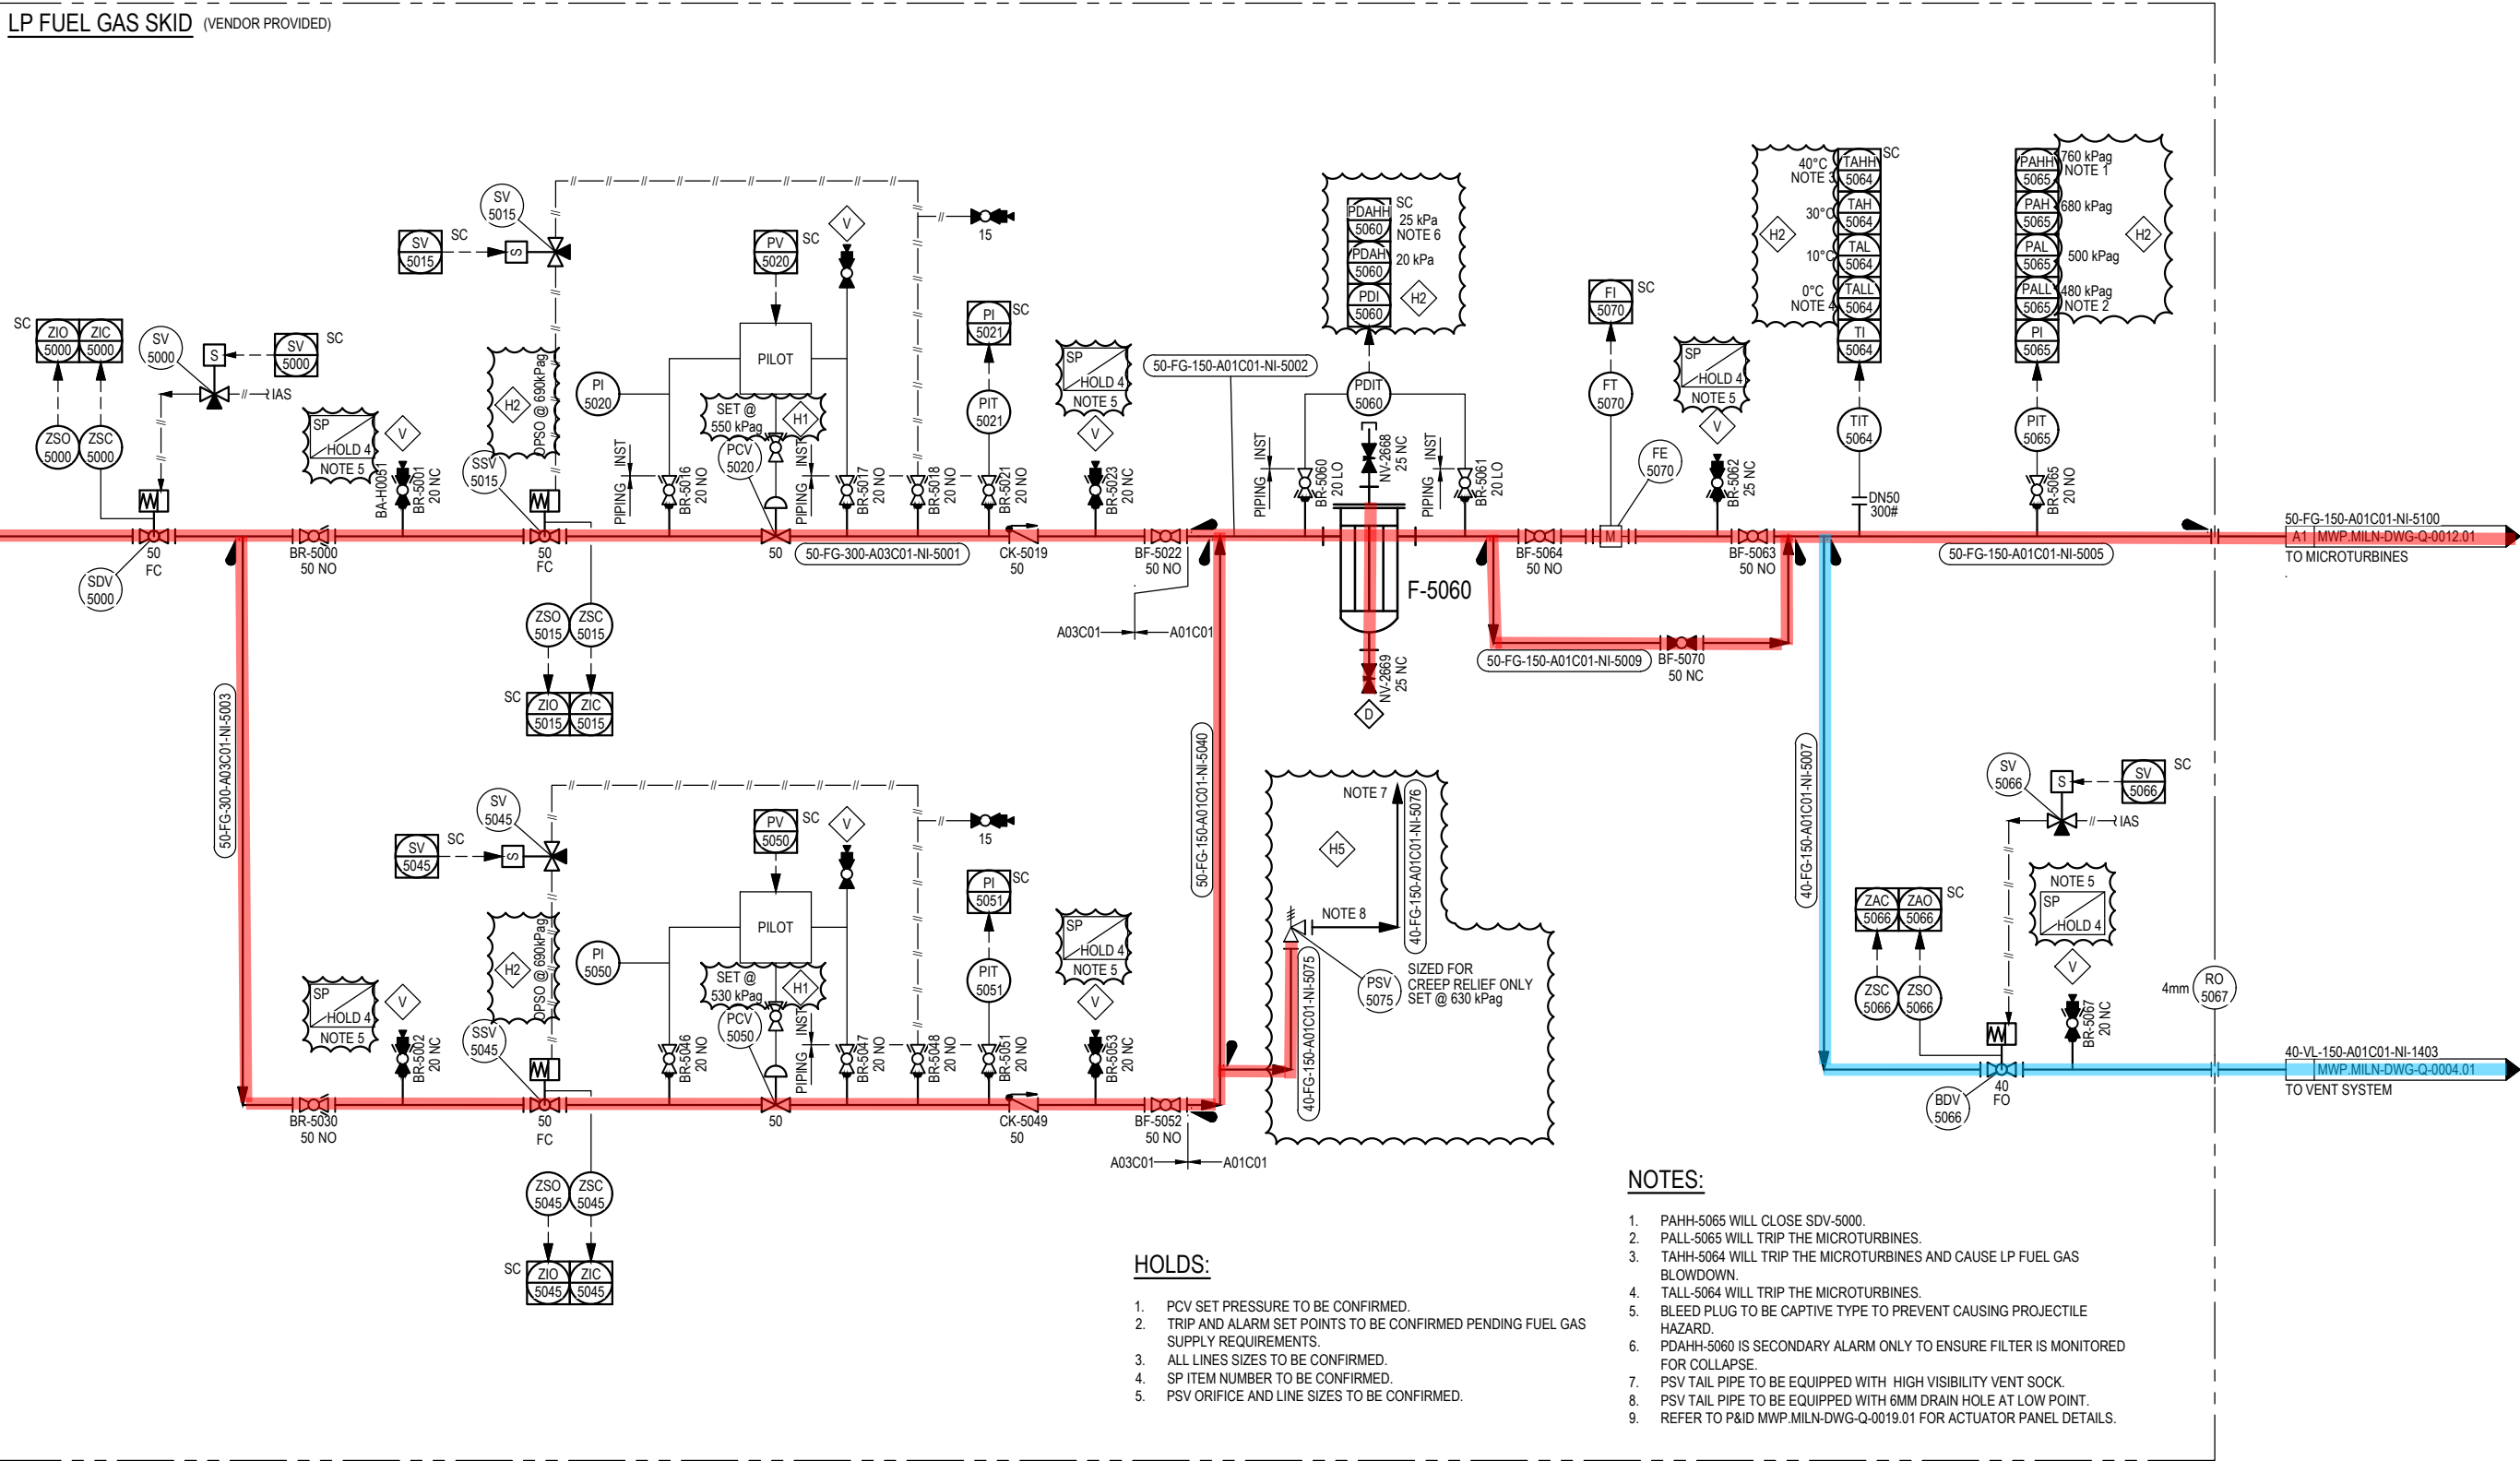 LP FUEL GAS SKID (VENDOR PROVIDED)
SC
ZIO
5000
ZIC
5000
ZSO
5000
ZSC
5000
SV
5000
S
SV
5000
SC
IAS
SDV
5000
50
FC
BR-5000
50 NO
SP
HOLD 4
NOTE 5
V
BA-H0051
BR-5001
20 NC
SV
5015
SC
S
SV
5015
H2
OPSO @ 690kPag
SSV
5015
50
FC
ZSO
5015
ZSC
5015
SC
ZIO
5015
ZIC
5015
PI
5020
PIPING
INST
BR-5016
20 NO
PV
5020
SC
PILOT
SET @
550 kPag
H1
PCV
5020
50
V
PIPING
INST
BR-5017
20 NO
BR-5018
20 NO
15
PI
5021
SC
PIT
5021
BR-5021
20 NO
50-FG-300-A03C01-NI-5001
CK-5019
50
SP
HOLD 4
NOTE 5
V
BR-5023
20 NC
BF-5022
50 NO
A03C01
A01C01
50-FG-150-A01C01-NI-5002
PDAHH
5060
SC
25 kPa
NOTE 6
PDAH
5060
20 kPa
PDI
5060
H2
PDIT
5060
PIPING
INST
BR-5060
20 LO
NV-2668
25 NC
PIPING
INST
BR-5061
20 LO
F-5060
NV-2669
25 NC
D
BF-5064
50 NO
FI
5070
SC
FT
5070
FE
5070
M
SP
HOLD 4
NOTE 5
V
BR-5062
25 NC
BF-5063
50 NO
50-FG-150-A01C01-NI-5009
BF-5070
50 NC
H2
40°C
NOTE 3
TAHH
5064
SC
30°C
TAH
5064
10°C
TAL
5064
0°C
NOTE 4
TALL
5064
TI
5064
TIT
5064
DN50
300#
PAHH
5065
760 kPag
NOTE 1
PAH
5065
680 kPag
PAL
5065
500 kPag
PALL
5065
480 kPag
NOTE 2
PI
5065
H2
PIT
5065
BR-5065
20 NO
50-FG-150-A01C01-NI-5005
50-FG-150-A01C01-NI-5100
A1 MWP.MILN-DWG-Q-0012.01
TO MICROTURBINES
50-FG-300-A03C01-NI-5003
SP
HOLD 4
NOTE 5
V
BR-5002
20 NC
BR-5030
50 NO
SV
5045
SC
S
SV
5045
H2
OPSO @ 690kPag
SSV
5045
50
FC
ZSO
5045
ZSC
5045
SC
ZIO
5045
ZIC
5045
PI
5050
BR-5046
20 NO
PV
5050
SC
PILOT
SET @
530 kPag
H1
PCV
5050
50
V
PIPING
INST
BR-5047
20 NO
BR-5048
20 NO
15
PI
5051
SC
PIT
5051
BR-5051
20 NO
CK-5049
50
SP
HOLD 4
NOTE 5
V
BR-5053
20 NC
BF-5052
50 NO
A03C01
A01C01
50-FG-150-A01C01-NI-5040
NOTE 7
H5
40-FG-150-A01C01-NI-5076
NOTE 8
40-FG-150-A01C01-NI-5075
PSV
5075
SIZED FOR
CREEP RELIEF ONLY
SET @ 630 kPag
40-FG-150-A01C01-NI-5007
SV
5066
S
SV
5066
SC
IAS
ZAC
5066
ZAO
5066
SC
ZSC
5066
ZSO
5066
NOTE 5
SP
HOLD 4
V
BR-5067
20 NC
BDV
5066
40
FO
4mm
RO
5067
40-VL-150-A01C01-NI-1403
MWP.MILN-DWG-Q-0004.01
TO VENT SYSTEM
HOLDS:
1. PCV SET PRESSURE TO BE CONFIRMED.
2. TRIP AND ALARM SET POINTS TO BE CONFIRMED PENDING FUEL GAS
SUPPLY REQUIREMENTS.
3. ALL LINES SIZES TO BE CONFIRMED.
4. SP ITEM NUMBER TO BE CONFIRMED.
5. PSV ORIFICE AND LINE SIZES TO BE CONFIRMED.
NOTES:
1. PAHH-5065 WILL CLOSE SDV-5000.
2. PALL-5065 WILL TRIP THE MICROTURBINES.
3. TAHH-5064 WILL TRIP THE MICROTURBINES AND CAUSE LP FUEL GAS
BLOWDOWN.
4. TALL-5064 WILL TRIP THE MICROTURBINES.
5. BLEED PLUG TO BE CAPTIVE TYPE TO PREVENT CAUSING PROJECTILE
HAZARD.
6. PDAHH-5060 IS SECONDARY ALARM ONLY TO ENSURE FILTER IS MONITORED
FOR COLLAPSE.
7. PSV TAIL PIPE TO BE EQUIPPED WITH HIGH VISIBILITY VENT SOCK.
8. PSV TAIL PIPE TO BE EQUIPPED WITH 6MM DRAIN HOLE AT LOW POINT.
9. REFER TO P&ID MWP.MILN-DWG-Q-0019.01 FOR ACTUATOR PANEL DETAILS.